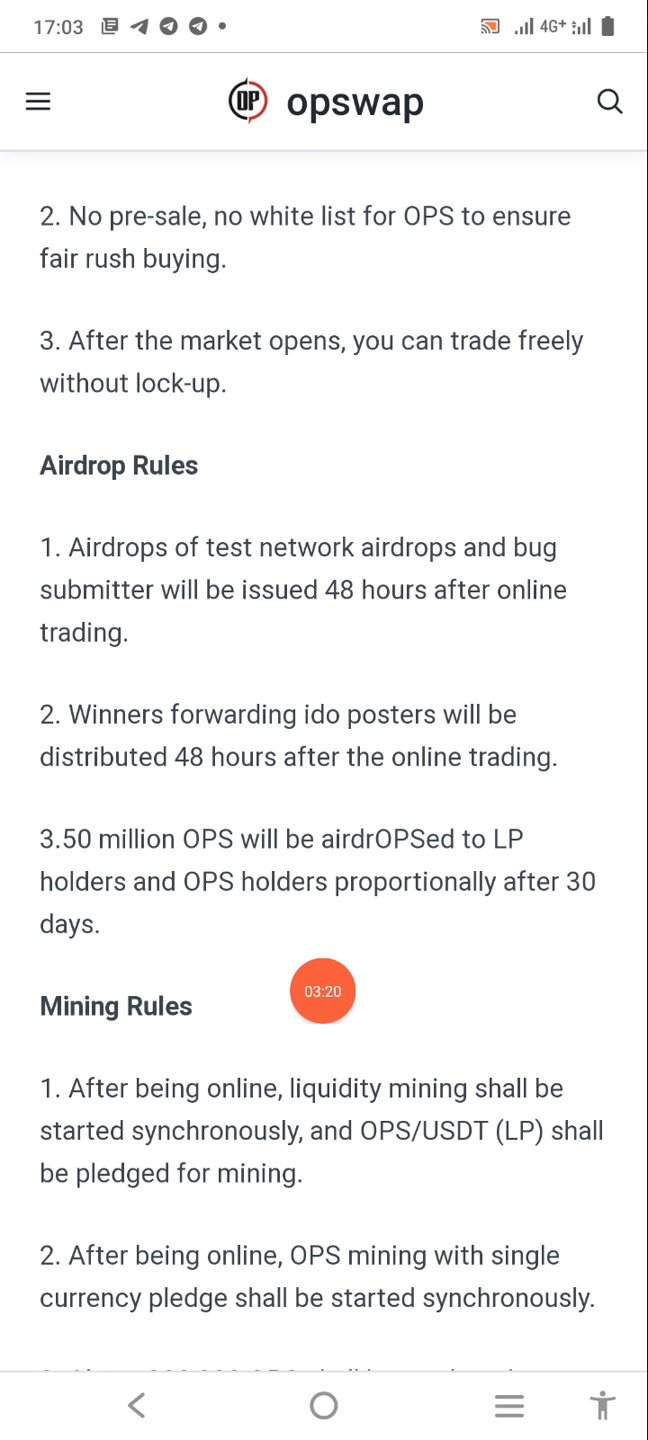 17:03
4G+
OP opswap
2. No pre-sale, no white list for OPS to ensure
fair rush buying.
3. After the market opens, you can trade freely
without lock-up.
Airdrop Rules
1. Airdrops of test network airdrops and bug
submitter will be issued 48 hours after online
trading.
2. Winners forwarding ido posters will be
distributed 48 hours after the online trading.
3.50 million OPS will be airdrOPSed to LP
holders and OPS holders proportionally after 30
days.
03:20
Mining Rules
1. After being online, liquidity mining shall be
started synchronously, and OPS/USDT (LP) shall
be pledged for mining.
2. After being online, OPS mining with single
currency pledge shall be started synchronously.